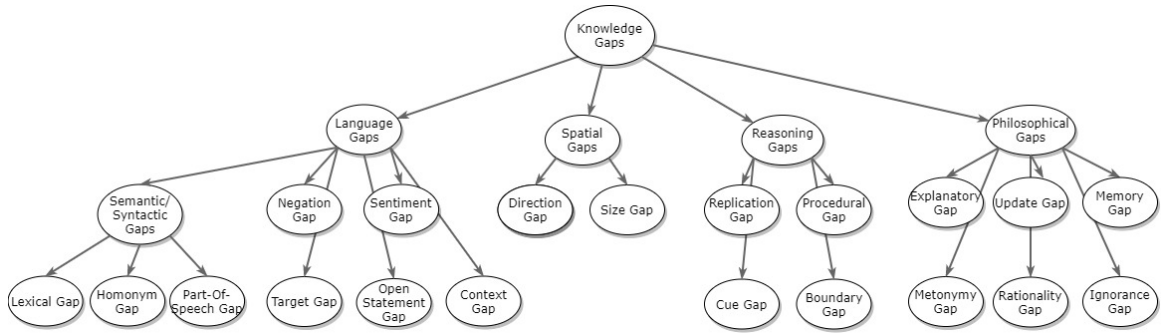 Knowledge
Gaps
Language
Gaps
Spatial
Gaps
Reasoning
Gaps
Philosophical
Gaps
Semantic/
Syntactic
Gaps
Negation
Gap
Sentiment
Gap
Direction
Gap
Size Gap
Replication
Gap
Procedural
Gap
Explanatory
Gap
Update Gap
Memory
Gap
Lexical Gap
Homonym
Gap
Part-Of-
Speech Gap
Target Gap
Open
Statement
Gap
Context
Gap
Cue Gap
Boundary
Gap
Metonymy
Gap
Rationality
Gap
Ignorance
Gap